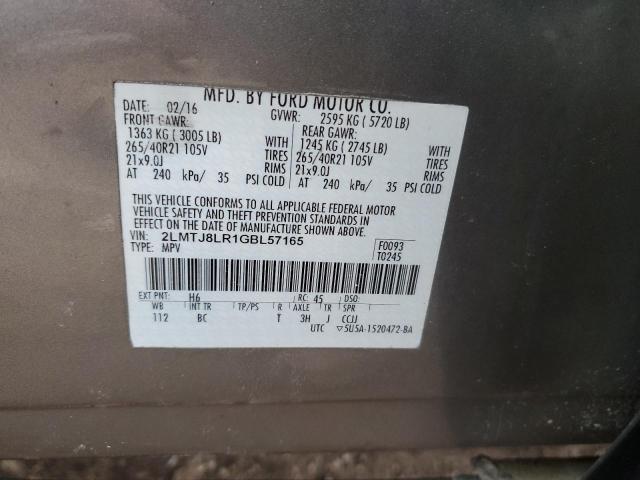 MFD. BY FORD MOTOR CO.
DATE: 02/16 GVWR: 2595 KG ( 5720 LB)
FRONT GAWR: REAR GAWR:
1363 KG ( 3005 LB) WITH 1245 KG ( 2745 LB) WITH
265/40R21 105V TIRES 265/40R21 105V TIRES
21x9.0J RIMS 21x9.0J RIMS
AT 240 kPa/ 35 PSI COLD AT 240 kPa/ 35 PSI COLD
THIS VEHICLE CONFORMS TO ALL APPLICABLE FEDERAL MOTOR
VEHICLE SAFETY AND THEFT PREVENTION STANDARDS IN
EFFECT ON THE DATE OF MANUFACTURE SHOWN ABOVE.
VIN: 2LMTJ8LR1GBL57165 F0093
TYPE: MPV T0245
EXT PNT: H6 RC: 45 DSO:
WB INT TR TP/PS R AXLE TR SPR
112 BC T 3H J CCJJ
UTC ▽5U5A-1520472-BA